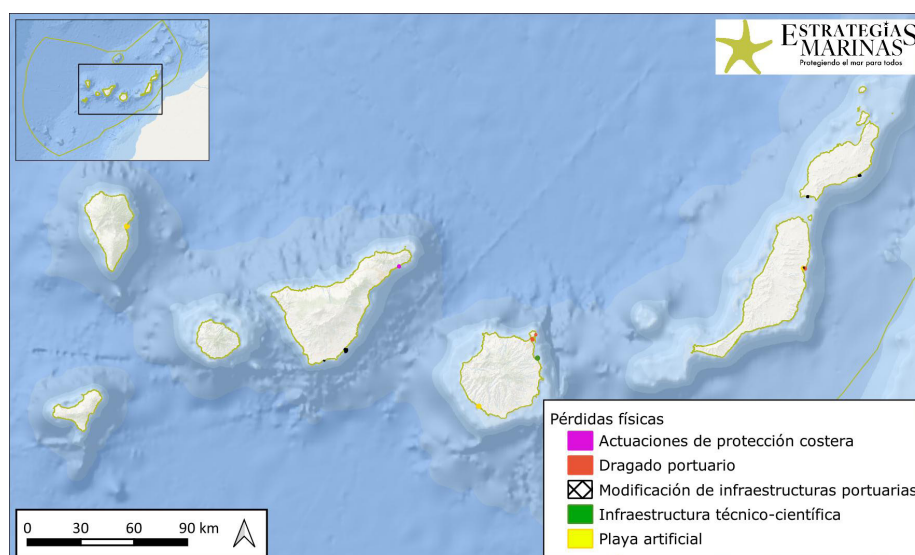 ESTRATEGIAS
MARINAS
Protegiendo el mar para todos
Pérdidas físicas
Actuaciones de protección costera
Dragado portuario
Modificación de infraestructuras portuarias
Infraestructura técnico-científica
Playa artificial
0 30 60 90 km